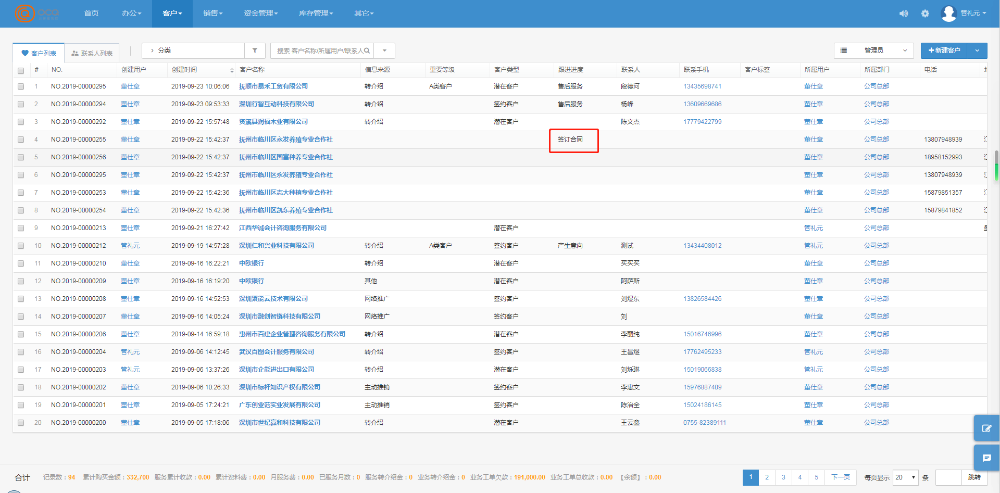 oca 首页 办公 客户 销售 资金管理 库存管理 其它 管礼元
客户列表 联系人列表 > 分类 搜索 客户名称/所属用户/联系人 管理员 +新建客户
# NO. 创建用户 创建时间 客户名称 信息来源 重要等级 客户类型 跟进进度 联系人 联系手机 客户标签 所属用户 所属部门 电话
1 NO.2019-00000295 董仕章 2019-09-23 10:06:06 抚顺市易禾工贸有限公司 转介绍 A类客户 潜在客户 售后服务 段德河 13435698741 董仕章 公司总部
2 NO.2019-00000294 董仕章 2019-09-23 09:53:33 深圳行智互动科技有限公司 转介绍 签约客户 售后服务 杨峰 13609669686 董仕章 公司总部
3 NO.2019-00000292 董仕章 2019-09-22 15:57:48 资溪县润福木业有限公司 转介绍 潜在客户 陈文杰 17779422799 董仕章 公司总部
4 NO.2019-00000255 董仕章 2019-09-22 15:42:37 抚州市临川区永发养殖专业合作社 签订合同 董仕章 公司总部 13807948939
5 NO.2019-00000256 董仕章 2019-09-22 15:42:37 抚州市临川区国富种养专业合作社 董仕章 公司总部 18958152993
6 NO.2019-00000295 董仕章 2019-09-22 15:42:37 抚州市临川区永发养殖专业合作社 董仕章 公司总部 13807948939
7 NO.2019-00000253 董仕章 2019-09-22 15:42:36 抚州市临川区志大种植专业合作社 董仕章 公司总部 15879851357
8 NO.2019-00000254 董仕章 2019-09-22 15:42:36 抚州市临川区凯东养殖专业合作社 董仕章 公司总部 15879841852
9 NO.2019-00000213 董仕章 2019-09-21 16:27:42 江西华诚会计咨询服务有限公司 潜在客户 管礼元 公司总部
10 NO.2019-00000212 管礼元 2019-09-19 14:57:28 深圳仁和兴业科技有限公司 转介绍 A类客户 签约客户 产生意向 测试 13434408012 管礼元 公司总部
11 NO.2019-00000210 董仕章 2019-09-16 16:22:21 中欧银行 转介绍 潜在客户 买买买 董仕章 公司总部
12 NO.2019-00000209 董仕章 2019-09-16 16:19:20 中欧银行 其他 潜在客户 阿萨斯 董仕章 公司总部
13 NO.2019-00000208 董仕章 2019-09-16 14:52:53 深圳聚能云技术有限公司 网络推广 签约客户 刘煜东 13826584426 董仕章 公司总部
14 NO.2019-00000207 董仕章 2019-09-16 14:05:24 深圳市融创智链科技有限公司 网络推广 签约客户 刘 董仕章 公司总部
15 NO.2019-00000206 董仕章 2019-09-14 16:59:18 惠州市百建企业管理咨询服务有限公司 转介绍 潜在客户 李丽纯 15016746996 董仕章 公司总部
16 NO.2019-00000204 管礼元 2019-09-06 14:12:45 武汉百图会计服务有限公司 转介绍 签约客户 王昌煜 17762495233 管礼元 公司总部
17 NO.2019-00000203 管礼元 2019-09-06 13:37:26 深圳市企能进出口有限公司 转介绍 潜在客户 刘烁琳 15019066838 管礼元 公司总部
18 NO.2019-00000202 董仕章 2019-09-06 10:26:33 深圳市标杆知识产权有限公司 主动推销 签约客户 李惠文 15976887409 董仕章 公司总部
19 NO.2019-00000201 董仕章 2019-09-05 17:24:21 广东创业范实业发展有限公司 主动推销 签约客户 陈治全 15024186145 董仕章 公司总部
20 NO.2019-00000200 董仕章 2019-09-05 17:18:06 深圳市世纪赢和科技有限公司 转介绍 潜在客户 王云鑫 0755-82389111 董仕章 公司总部
合计 记录数：94 累计购买金额：332,700 服务累计收款：0.00 累计资料费：0.00 月服务费：0.00 已服务月数：0 服务转介绍金：0 业务转介绍金：0 业务工单欠款：191,000.00 业务工单总收款：0.00 【余额】：0.00 1 2 3 4 5 下一页 每页显示 20 条 跳转